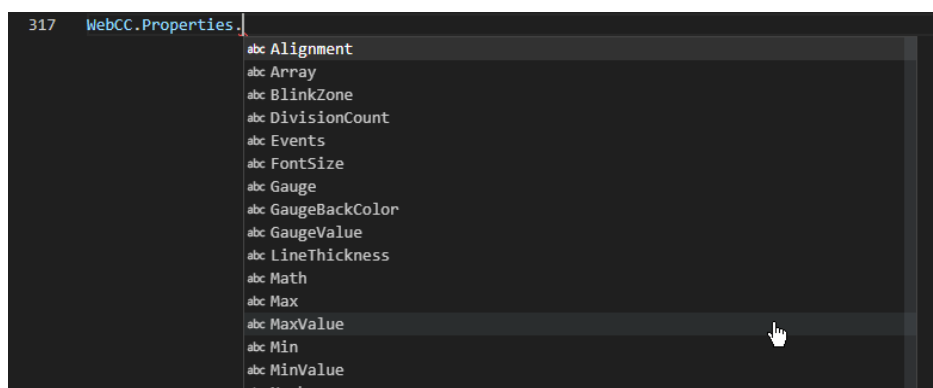 317 WebCC.Properties.
abc Alignment
abc Array
abc BlinkZone
abc DivisionCount
abc Events
abc FontSize
abc Gauge
abc GaugeBackColor
abc GaugeValue
abc LineThickness
abc Math
abc Max
abc MaxValue
abc Min
abc MinValue